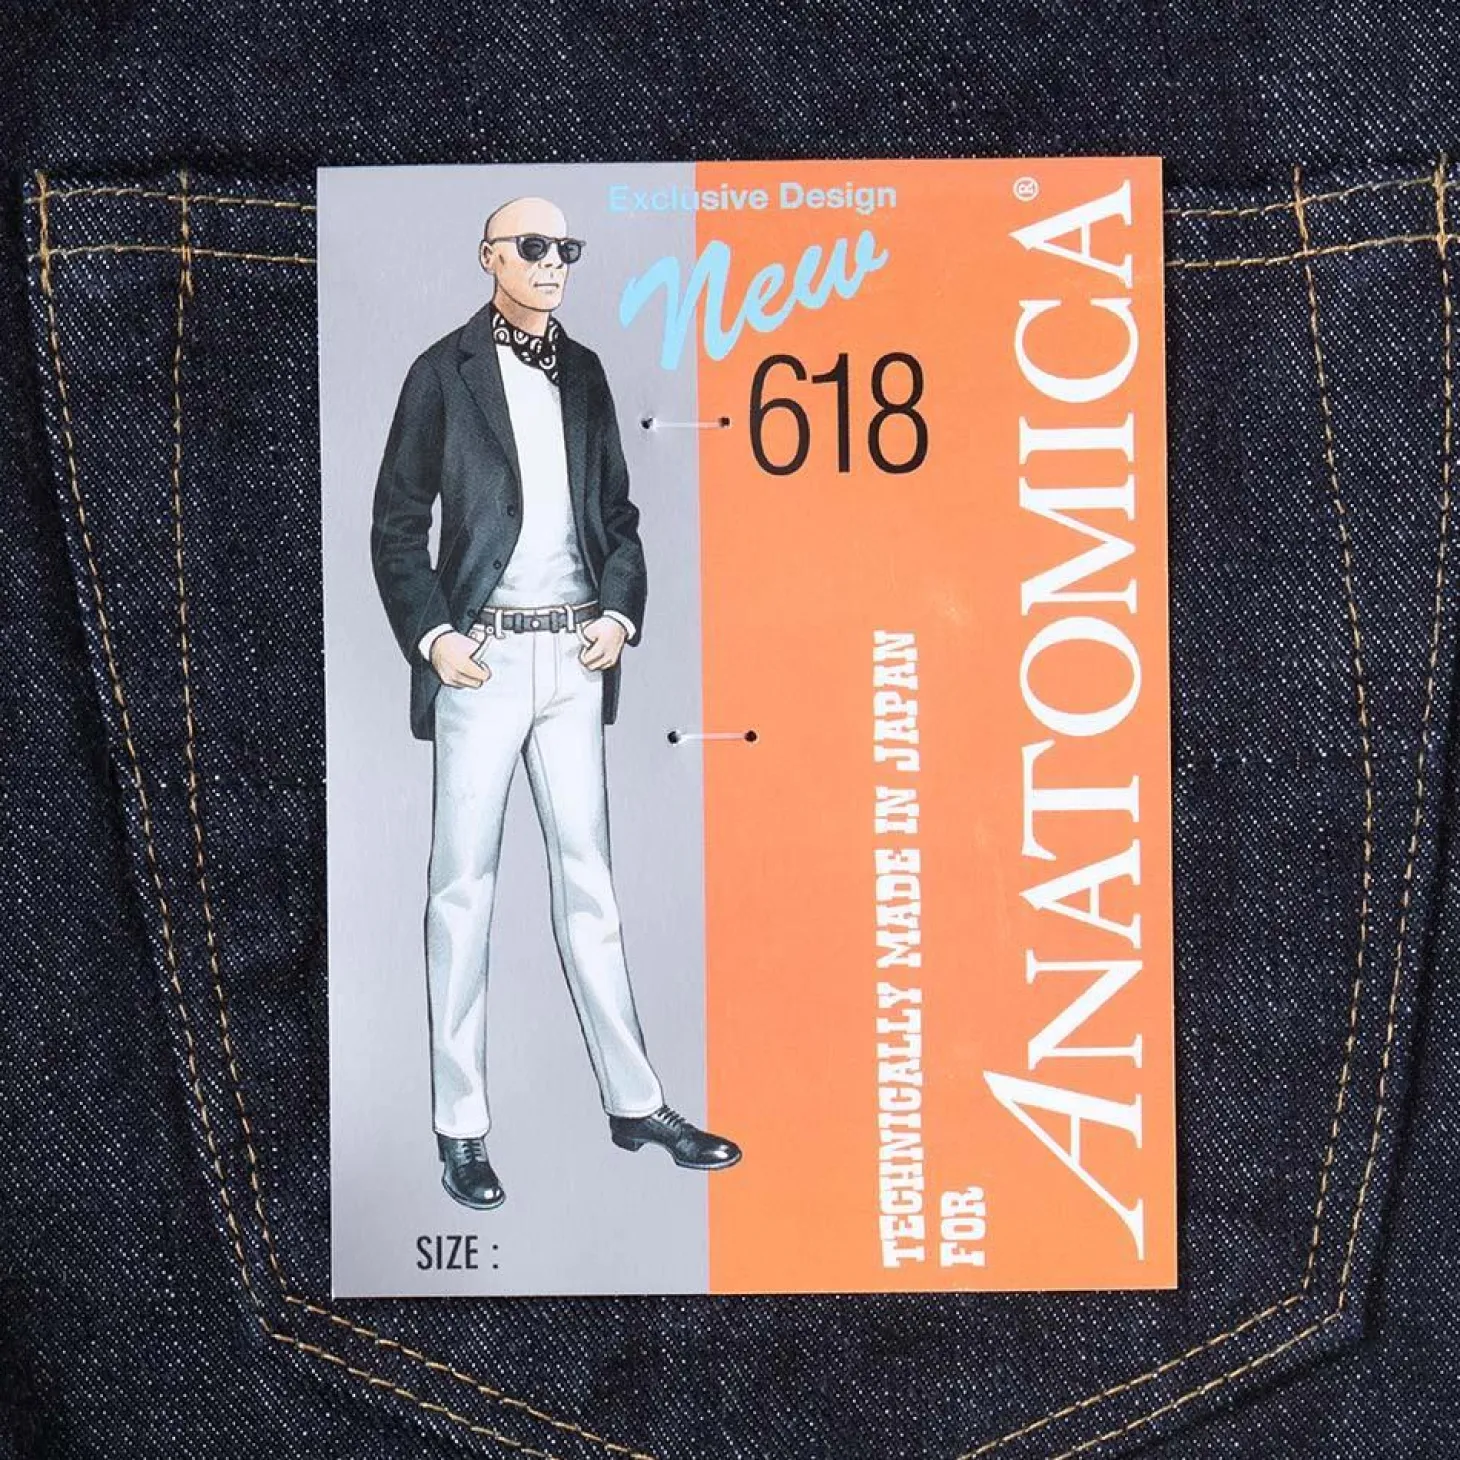 Exclusive Design
New
618
ANATOMICA®
TECHNICALLY MADE IN JAPAN
FOR
SIZE :